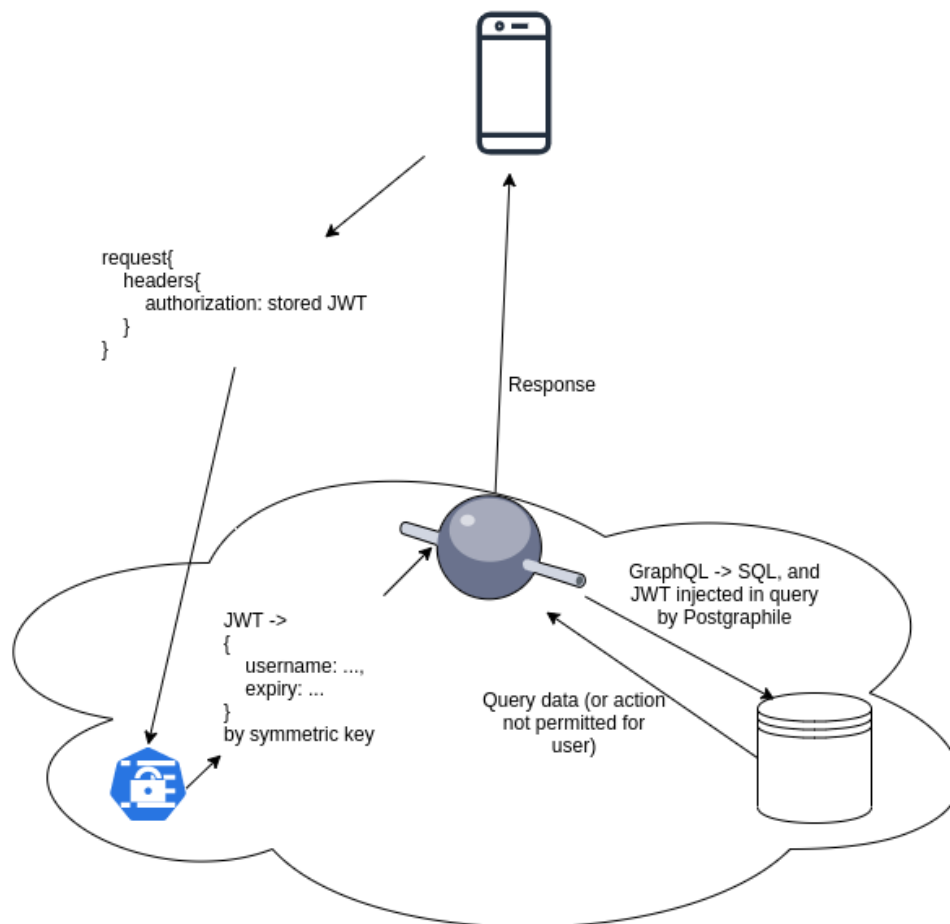 request{
headers{
authorization: stored JWT
}
}
Response
GraphQL -> SQL, and
JWT injected in query
by Postgraphile
JWT ->
{
username: ...,
expiry: ...
}
by symmetric key
Query data (or action
not permitted for
user)